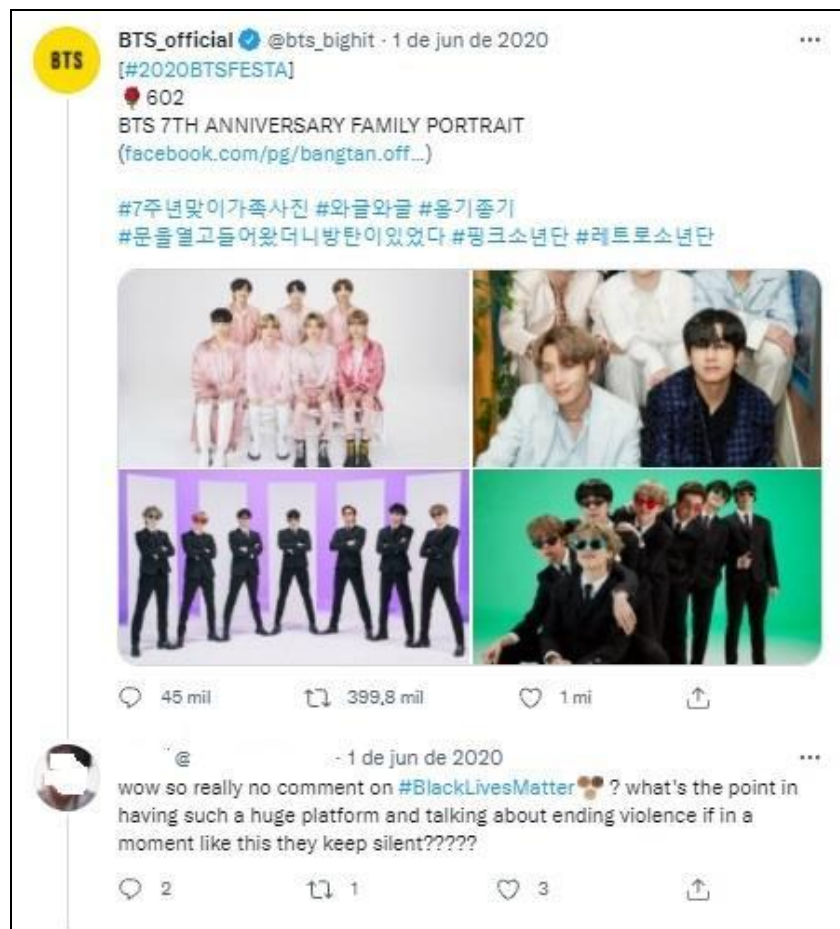 BTS
BTS_official @bts_bighit · 1 de jun de 2020
[#2020BTSFESTA]
🌹602
BTS 7TH ANNIVERSARY FAMILY PORTRAIT
(facebook.com/pg/bangtan.off...)
#7주년맞이가족사진 #와글와글 #옹기종기
#문을열고들어왔더니방탄이있었다 #핑크소년단 #레트로소년단
45 mil 399,8 mil 1 mi
@ · 1 de jun de 2020
wow so really no comment on #BlackLivesMatter ? what's the point in
having such a huge platform and talking about ending violence if in a
moment like this they keep silent?????
2 1 3